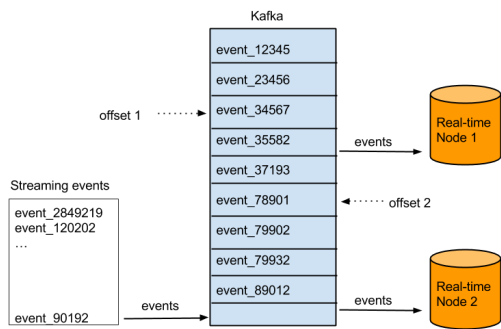 Kafka
event_12345
event_23456
offset 1
event_34567
event_35582
events
Real-time
Node 1
event_37193
Streaming events
event_78901
offset 2
event_2849219
event_120202
...
event_79902
event_79932
event_89012
event_90192
events
events
Real-time
Node 2